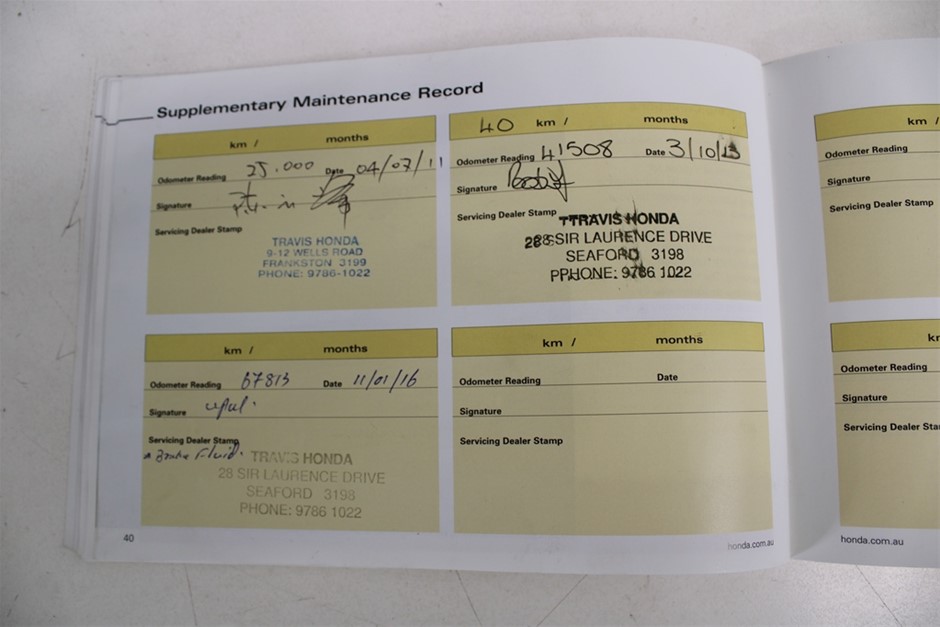 Supplementary Maintenance Record
km / months
Odometer Reading 25.000 Date 04/07/11
Signature
Servicing Dealer Stamp
TRAVIS HONDA
9-12 WELLS ROAD
FRANKSTON 3199
PHONE: 9786-1022
40 km / months
Odometer Reading 41508 Date 3/10/13
Signature
Servicing Dealer Stamp
TRAVIS HONDA
28 SIR LAURENCE DRIVE
SEAFORD 3198
PHONE: 9786 1022
km / months
Odometer Reading 67813 Date 11/01/16
Signature
Servicing Dealer Stamp
Brake Fluid.
TRAVIS HONDA
28 SIR LAURENCE DRIVE
SEAFORD 3198
PHONE: 9786 1022
km / months
Odometer Reading Date
Signature
Servicing Dealer Stamp
40
honda.com.au
km /
Odometer Reading
Signature
Servicing Dealer Stamp
Odometer Reading
Signature
Servicing Dealer
honda.com.au